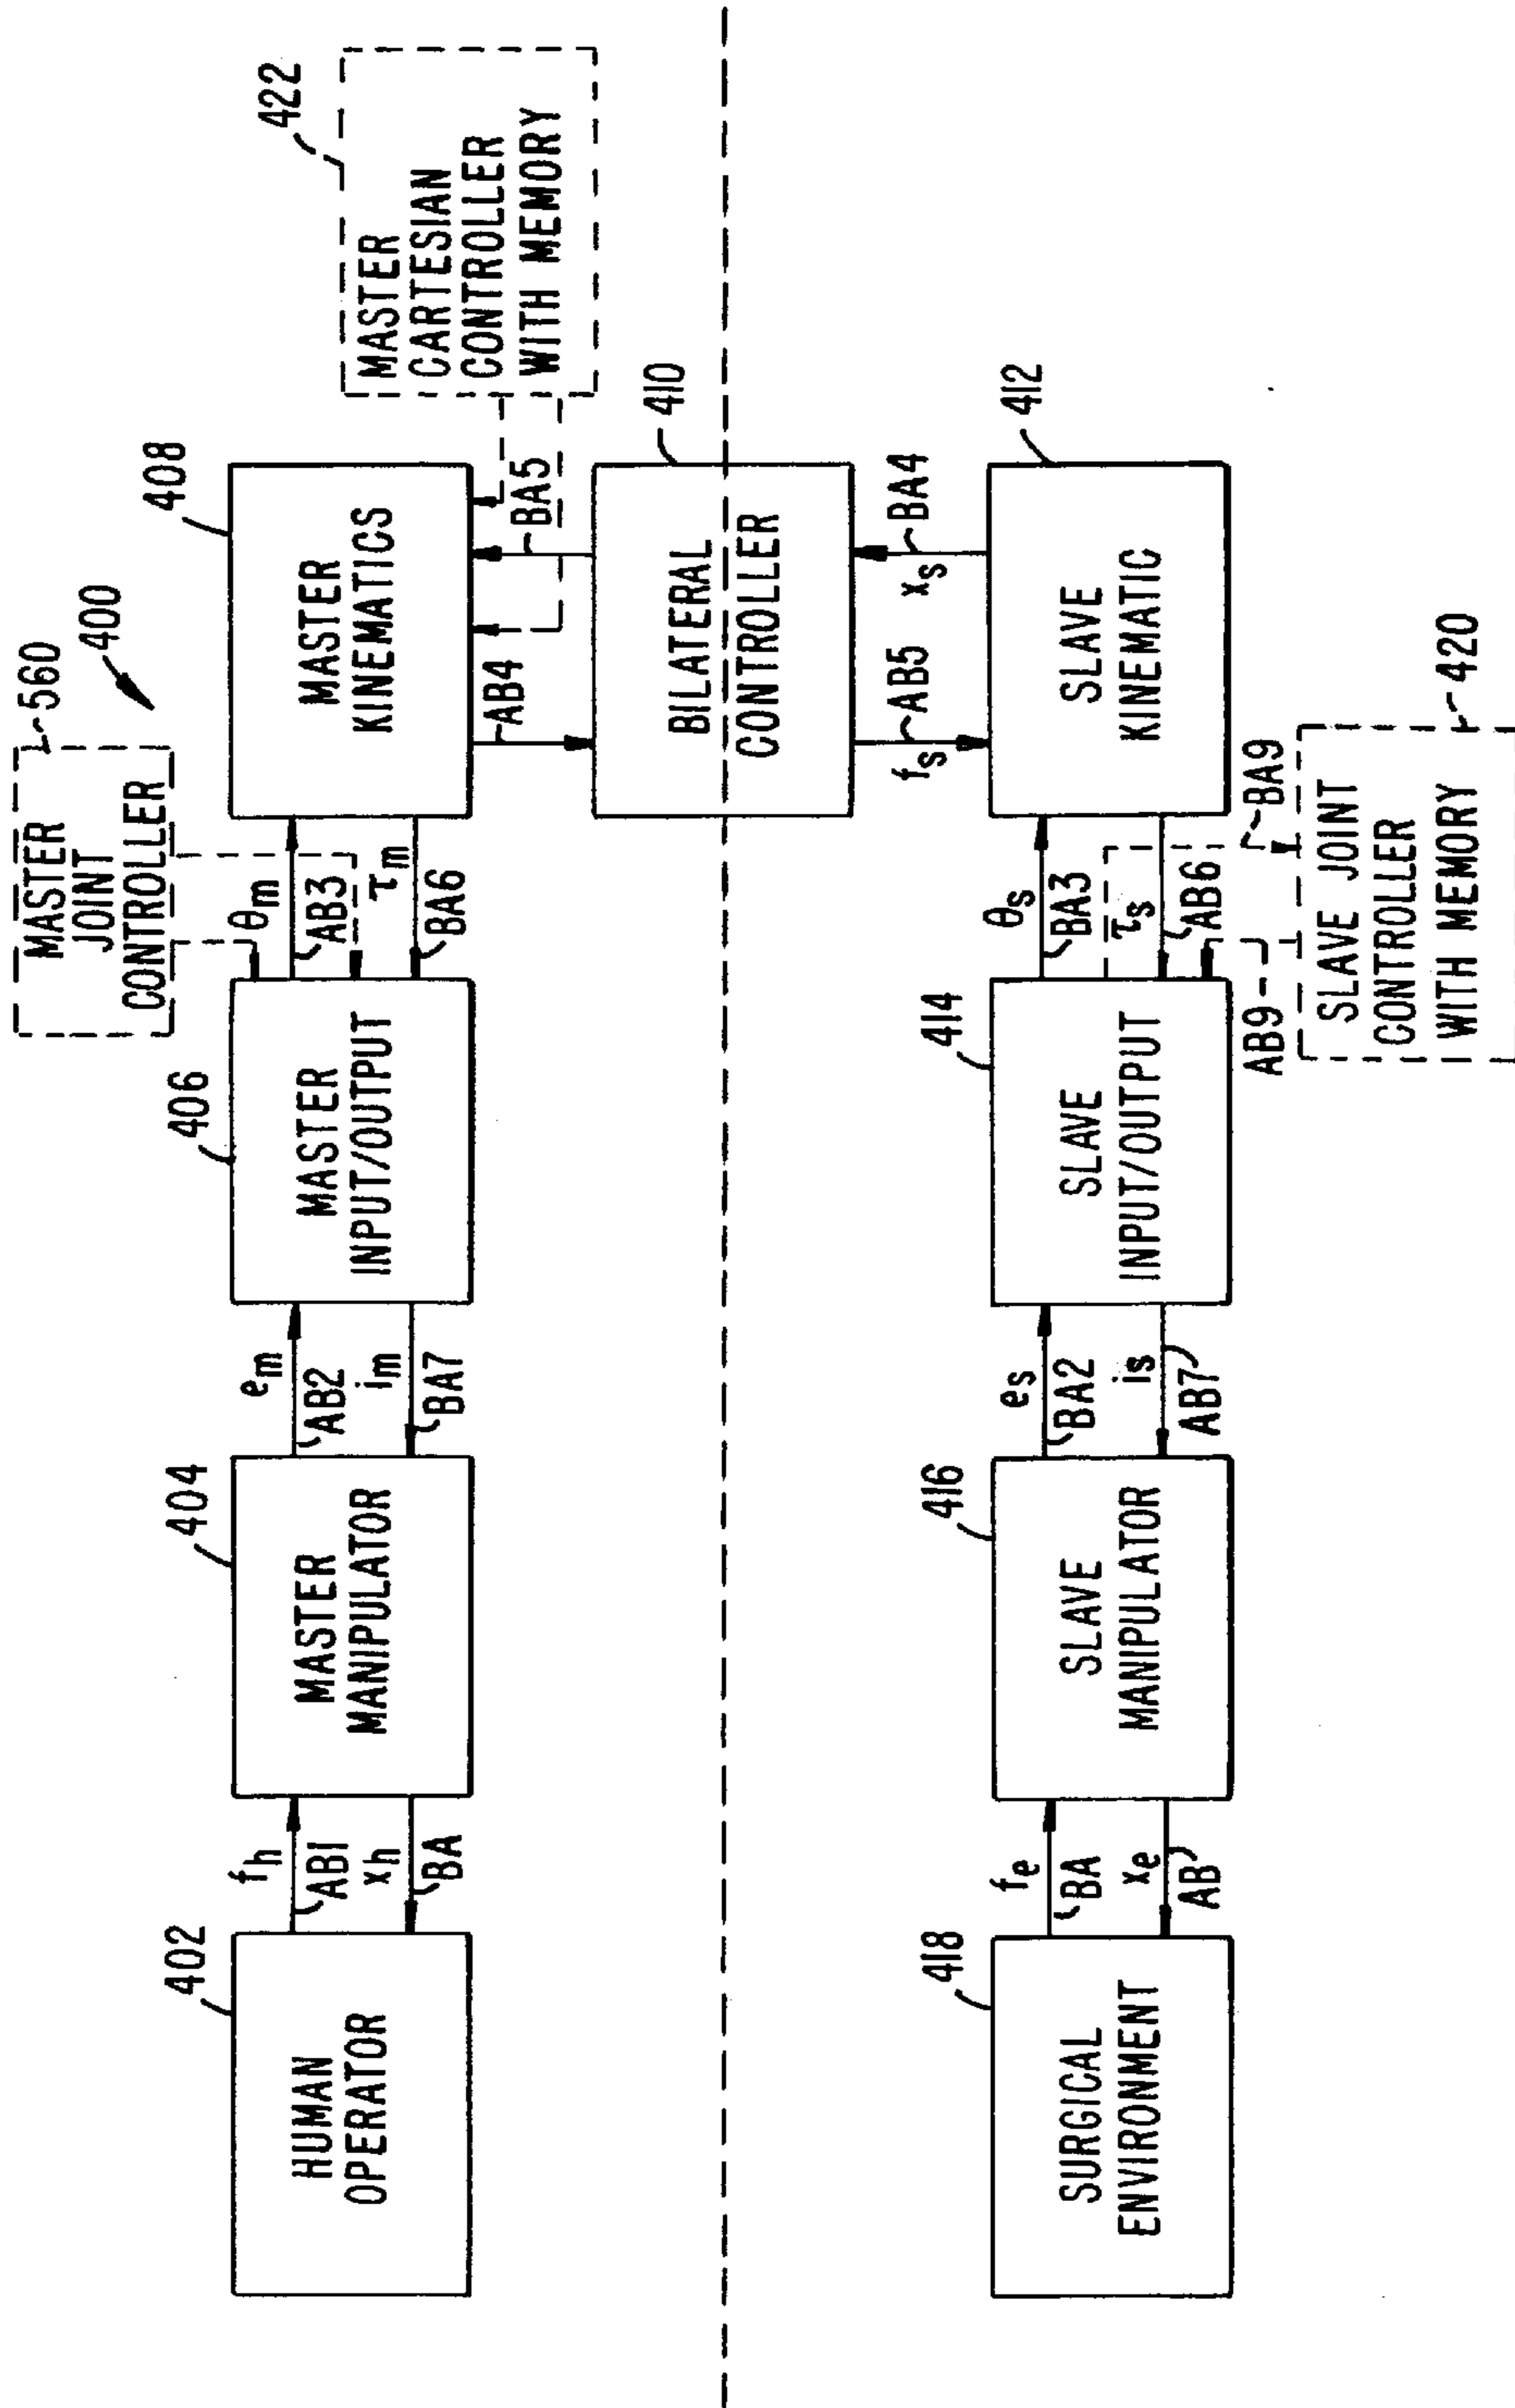 MASTER
JOINT
CONTROLLER
560
400
408
422
MASTER
CARTESIAN
CONTROLLER
WITH MEMORY
402
HUMAN
OPERATOR
fh
AB1
xh
BA
404
MASTER
MANIPULATOR
em
AB2
im
BA7
406
MASTER
INPUT/OUTPUT
θm
AB3
τm
BA6
MASTER
KINEMATICS
AB4
BA5
410
BILATERAL
CONTROLLER
fs
AB5
xs
BA4
412
418
SURGICAL
ENVIRONMENT
fe
BA
xe
AB
416
SLAVE
MANIPULATOR
es
BA2
is
AB7
414
SLAVE
INPUT/OUTPUT
θs
BA3
τs
AB6
SLAVE
KINEMATIC
AB9
BA9
SLAVE JOINT
CONTROLLER
WITH MEMORY
420